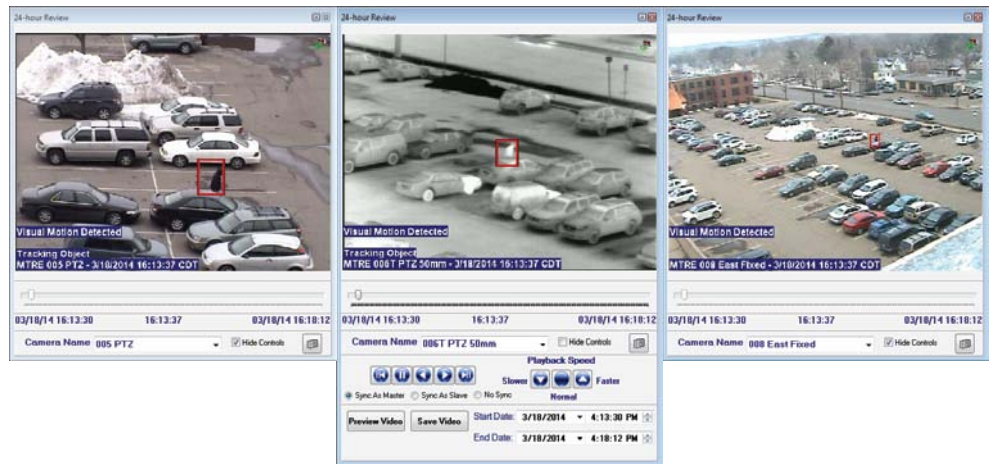 24-hour Review
Visual Motion Detected
Tracking Object
MTRE 005 PTZ - 3/18/2014 16:13:37 CDT
03/18/14 16:13:30 16:13:37 03/18/14 16:18:12
Camera Name 005 PTZ Hide Controls
24-hour Review
Visual Motion Detected
Tracking Object
MTRE 006T PTZ 50mm - 3/18/2014 16:13:37 CDT
03/18/14 16:13:30 16:13:37 03/18/14 16:18:12
Camera Name 006T PTZ 50mm Hide Controls
Playback Speed
Slower Faster
Sync As Master Sync As Slave No Sync Normal
Preview Video Save Video Start Date: 3/18/2014 4:13:30 PM
End Date: 3/18/2014 4:18:12 PM
24-hour Review
Visual Motion Detected
MTRE 008 East Fixed - 3/18/2014 16:13:37 CDT
03/18/14 16:13:30 16:13:37 03/18/14 16:18:12
Camera Name 008 East Fixed Hide Controls